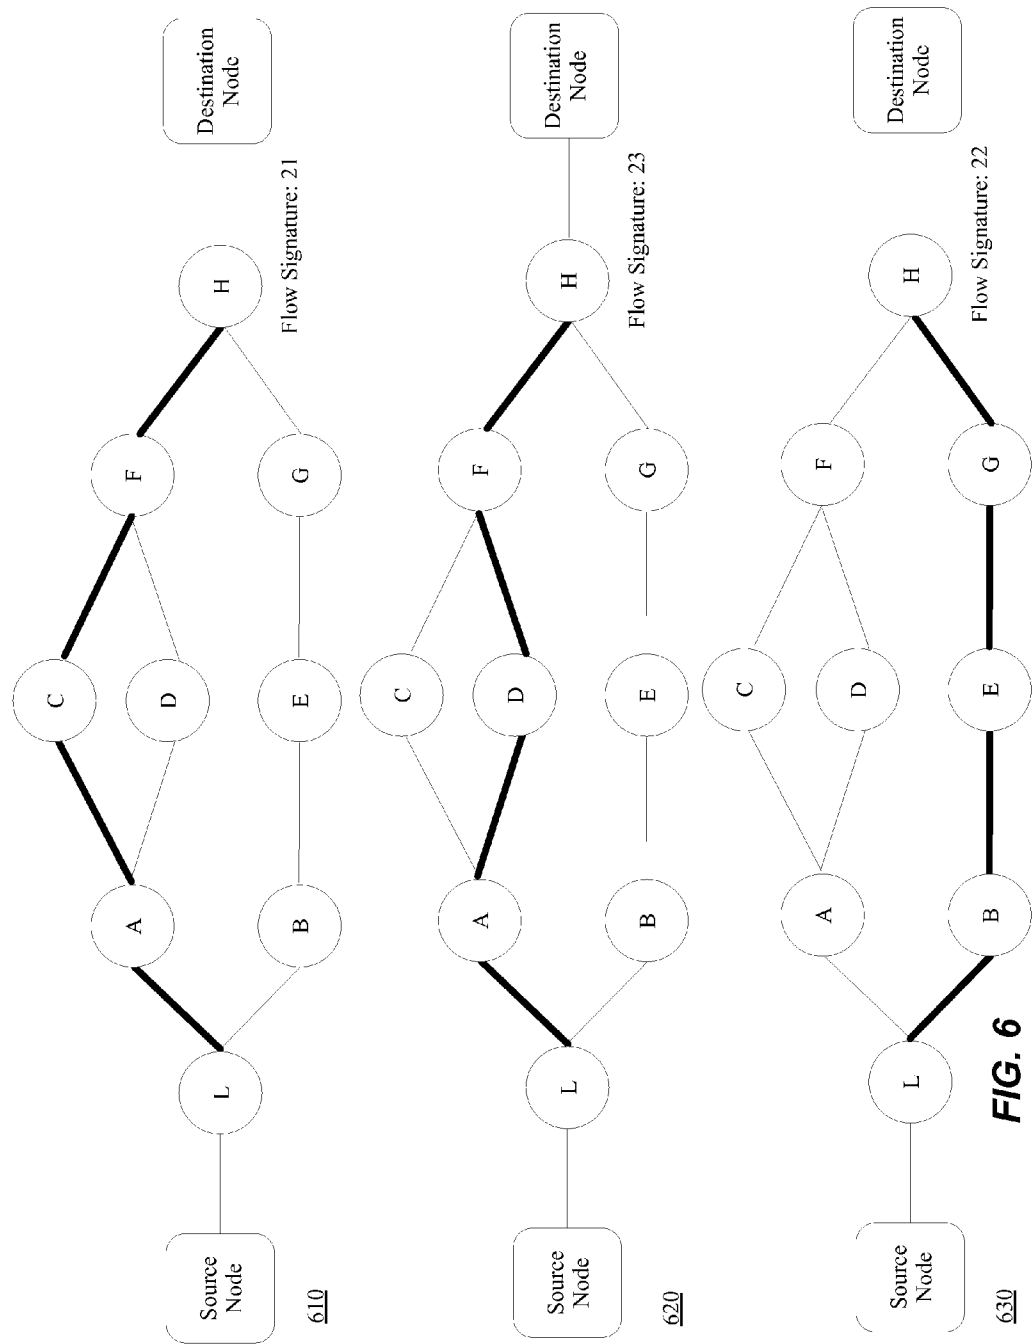 Source
Node
L
A
B
C
D
E
F
G
H
Destination
Node
Flow Signature: 21
610
Source
Node
L
A
B
C
D
E
F
G
H
Destination
Node
Flow Signature: 23
620
Source
Node
L
A
B
C
D
E
F
G
H
Destination
Node
Flow Signature: 22
630
FIG. 6